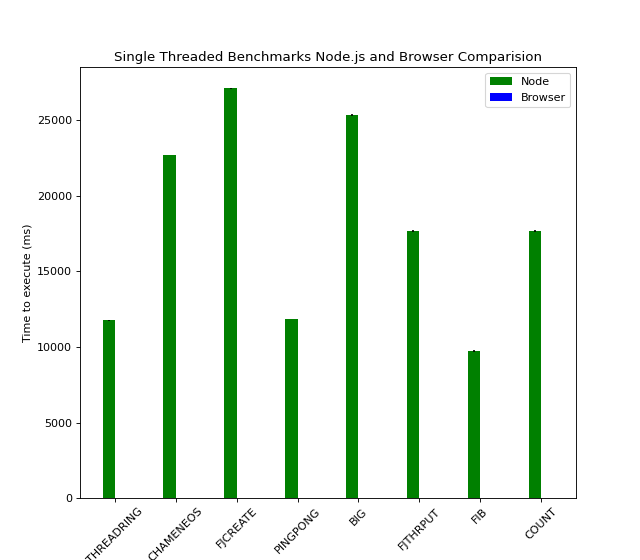 Single Threaded Benchmarks Node.js and Browser Comparision
Node
Browser
Time to execute (ms)
25000
20000
15000
10000
5000
0
THREADRING
CHAMENEOS
FJCREATE
PINGPONG
BIG
FJTHRPUT
FIB
COUNT